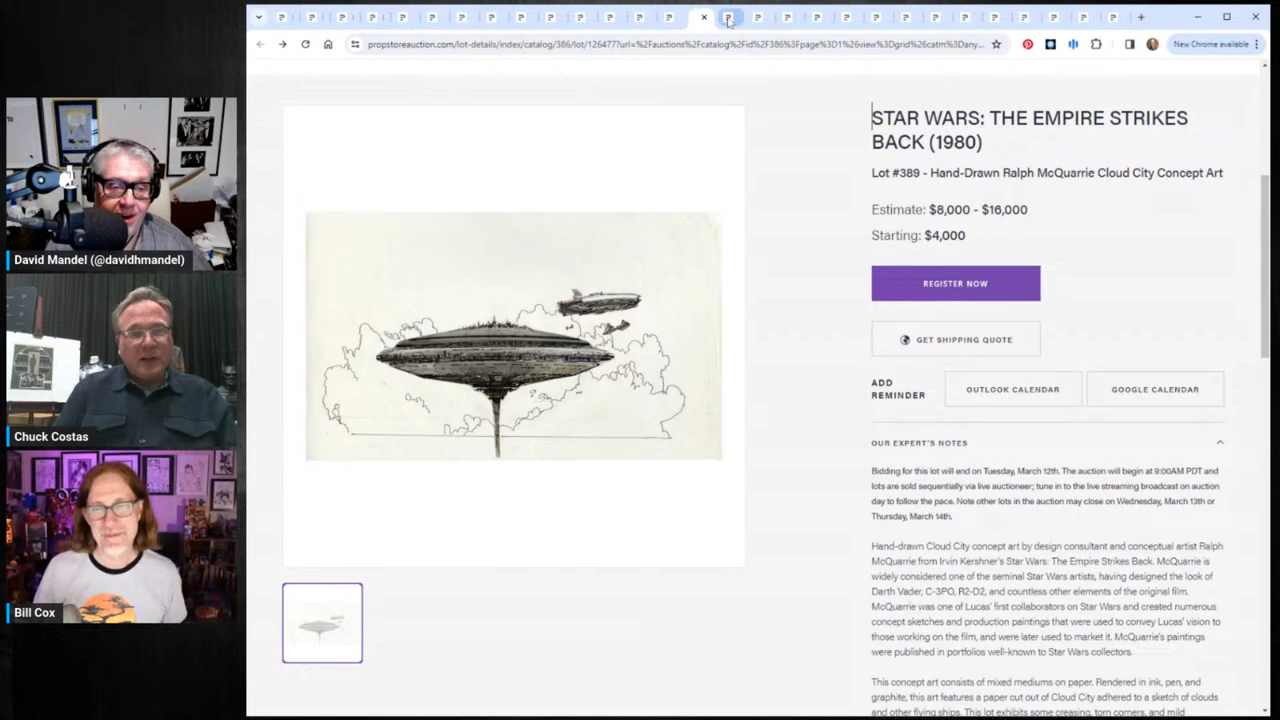 New Chrome available
propstoreauction.com/lot-details/index/catalog/386/lot/126477?url=%2Fauctions%2Fcatalog%2Fid%2F386%3Fpage%3D1%26view%3Dgrid%26catm%3Dany...
STAR WARS: THE EMPIRE STRIKES
BACK (1980)
Lot #389 - Hand-Drawn Ralph McQuarrie Cloud City Concept Art
Estimate: $8,000 - $16,000
Starting: $4,000
REGISTER NOW
GET SHIPPING QUOTE
ADD
REMINDER
OUTLOOK CALENDAR
GOOGLE CALENDAR
OUR EXPERT'S NOTES
Bidding for this lot will end on Tuesday, March 12th. The auction will begin at 9:00AM PDT and
lots are sold sequentially via live auctioneer; tune in to the live streaming broadcast on auction
day to follow the pace. Note other lots in the auction may close on Wednesday, March 13th or
Thursday, March 14th.
Hand-drawn Cloud City concept art by design consultant and conceptual artist Ralph
McQuarrie from Irvin Kershner's Star Wars: The Empire Strikes Back. McQuarrie is
widely considered one of the seminal Star Wars artists, having designed the look of
Darth Vader, C-3PO, R2-D2, and countless other elements of the original film.
McQuarrie was one of Lucas' first collaborators on Star Wars and created numerous
concept sketches and production paintings that were used to convey Lucas' vision to
those working on the film, and were later used to market it. McQuarrie's paintings
were published in portfolios well-known to Star Wars collectors.
This concept art consists of mixed mediums on paper. Rendered in ink, pen, and
graphite, this art features a paper cut out of Cloud City adhered to a sketch of clouds
and other flying ships. This lot exhibits some creasing, torn corners, and mild
David Mandel (@davidhmandel)
Chuck Costas
Bill Cox